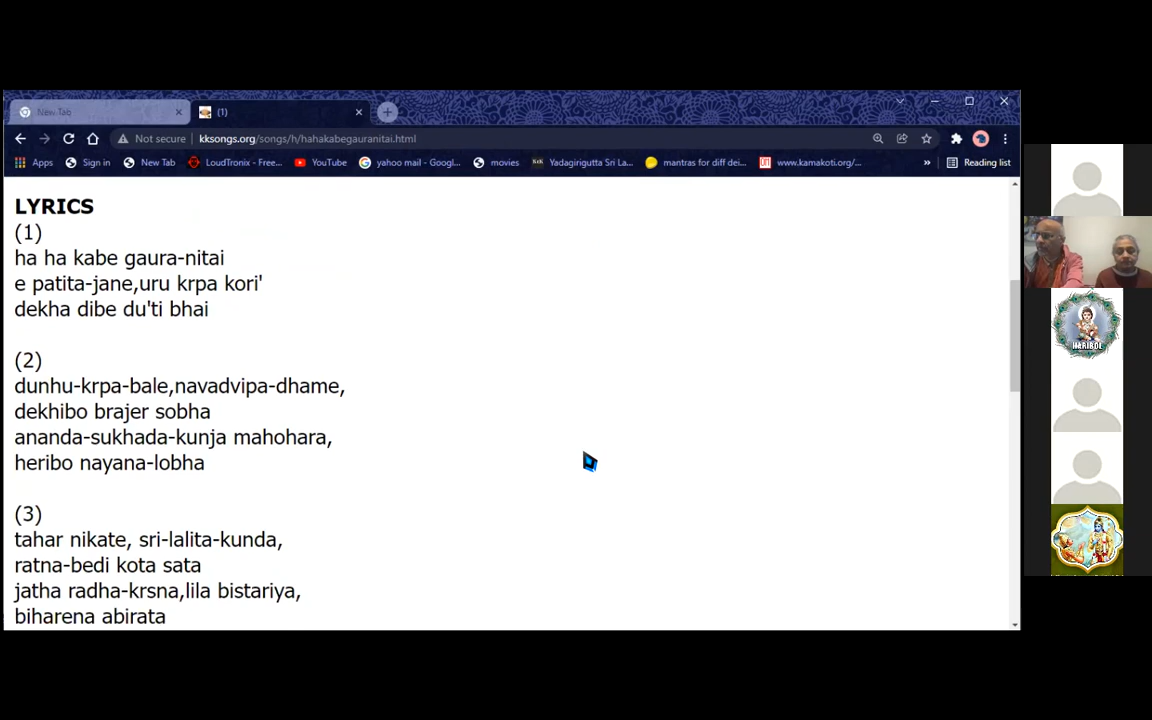 New Tab
(1)
Not secure
kksongs.org/songs/h/hahakabegauranitai.html
Apps
Sign in
New Tab
LoudTronix - Free...
YouTube
yahoo mail - Googl...
movies
Yadagirigutta Sri La...
mantras for diff dei...
www.kamakoti.org/...
»
Reading list
LYRICS
(1)
ha ha kabe gaura-nitai
e patita-jane,uru krpa kori'
dekha dibe du'ti bhai
(2)
dunhu-krpa-bale,navadvipa-dhame,
dekhibo brajer sobha
ananda-sukhada-kunja mahohara,
heribo nayana-lobha
(3)
tahar nikate, sri-lalita-kunda,
ratna-bedi kota sata
jatha radha-krsna,lila bistariya,
biharena abirata
HARIBOL